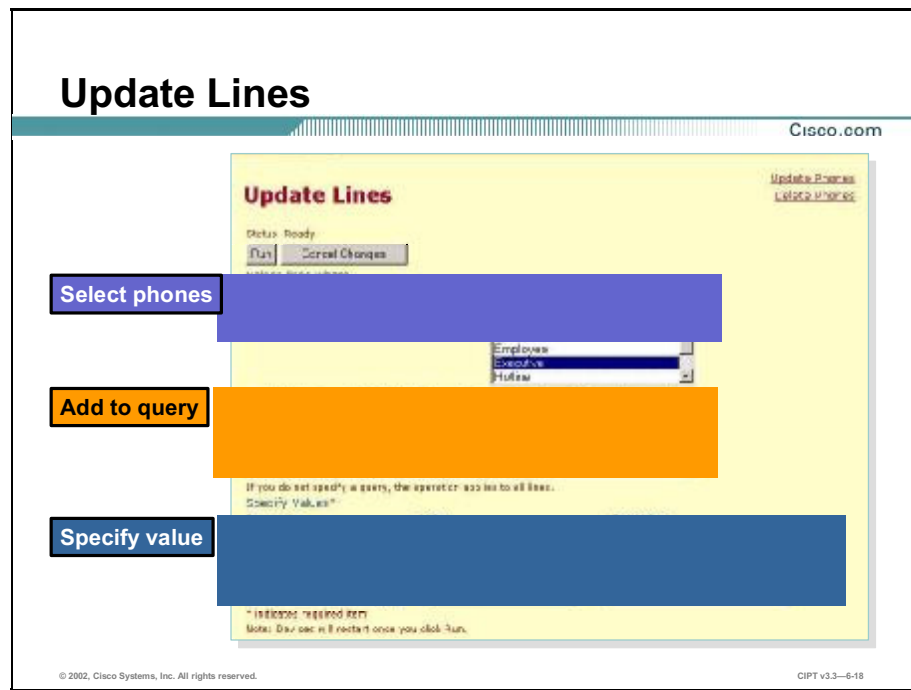 Update Lines
Cisco.com
Update Phones
Delete Phones
Update Lines
Status: Ready
Run Cancel Changes
Select phones
Employee
Executive
Add to query
If you do not specify a query, the operation applies to all lines.
Specify Values*
Specify value
* indicates required item
Note: Devices will restart once you click Run.
© 2002, Cisco Systems, Inc. All rights reserved.
CIPT v3.3—6-18